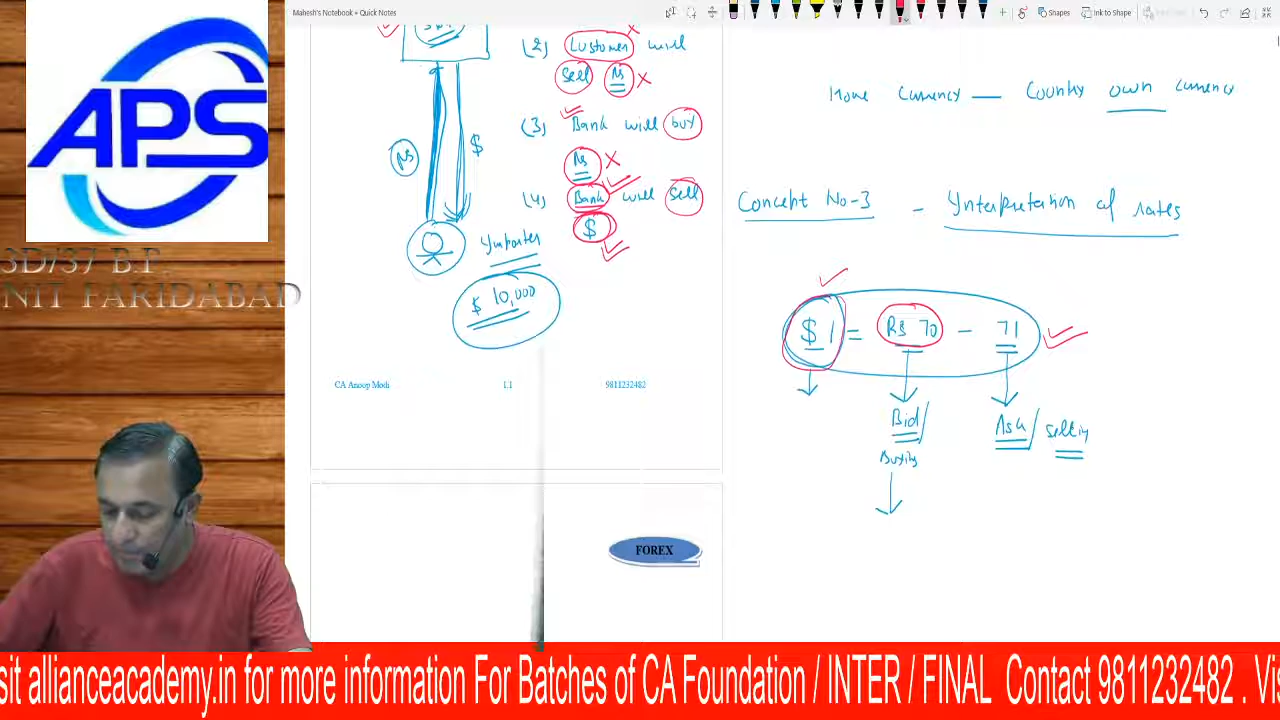 Mahesh's Notebook + Quick Notes
Shapes
Ink to Shape
APS
3D/37 B.P.
NIT FARIDABAD
(2) Customer will
Sell Rs
(3) Bank will buy
Rs
(4) Bank will sell
$
Rs
$
Importer
$ 10,000
CA Anoop Modi 1.1 9811232482
FOREX
Home Currency — Country own currency
Concept No-3 - Interpretation of rates
$ 1 = Rs 70 - 71
Bid/ Ask/ Selling
Buying
sit allianceacademy.in for more information For Batches of CA Foundation / INTER / FINAL Contact 9811232482 . Vis